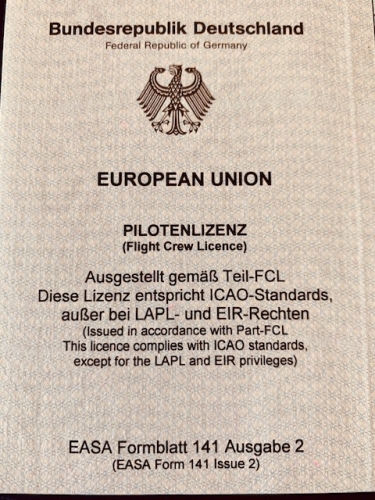 Bundesrepublik Deutschland
Federal Republic of Germany
EUROPEAN UNION
PILOTENLIZENZ
(Flight Crew Licence)
Ausgestellt gemäß Teil-FCL
Diese Lizenz entspricht ICAO-Standards,
außer bei LAPL- und EIR-Rechten
(Issued in accordance with Part-FCL
This licence complies with ICAO standards,
except for the LAPL and EIR privileges)
EASA Formblatt 141 Ausgabe 2
(EASA Form 141 Issue 2)